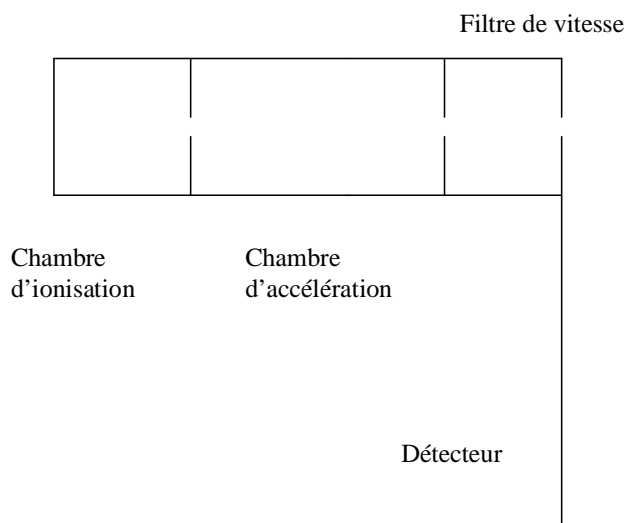 Filtre de vitesse
Chambre
d’ionisation
Chambre
d’accélération
Détecteur